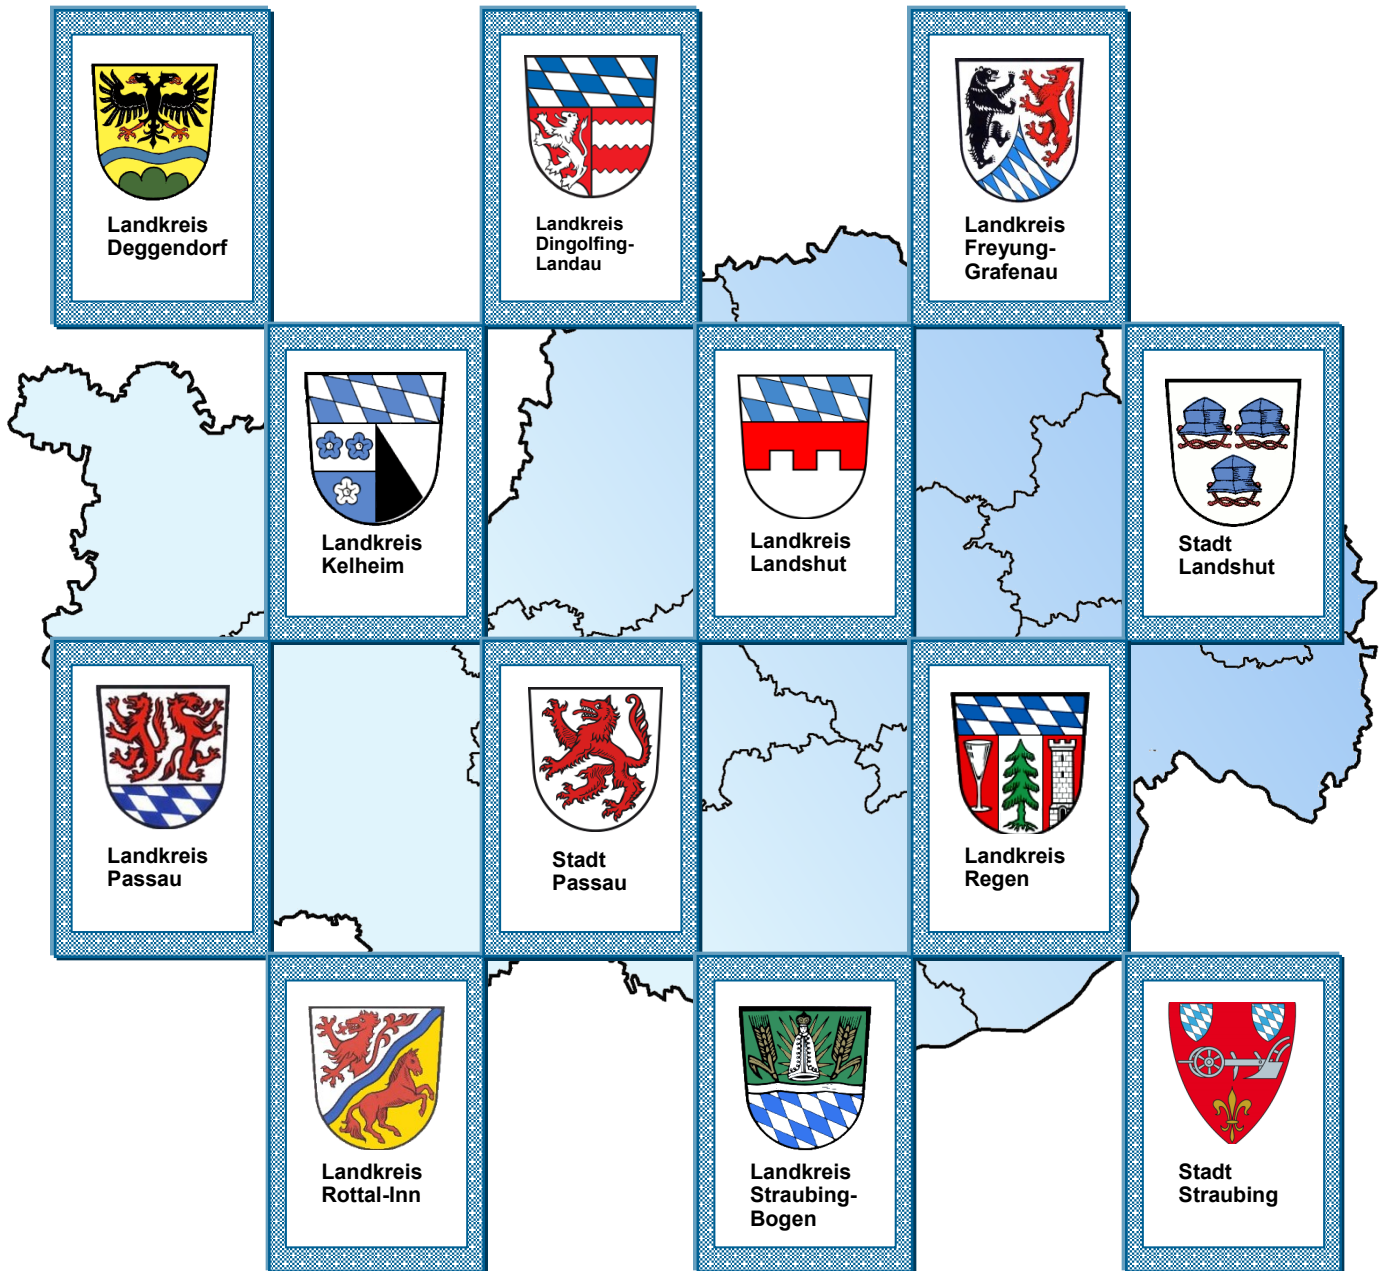 Landkreis
Deggendorf
Landkreis
Dingolfing-
Landau
Landkreis
Freyung-
Grafenau
Landkreis
Kelheim
Landkreis
Landshut
Stadt
Landshut
Landkreis
Passau
Stadt
Passau
Landkreis
Regen
Landkreis
Rottal-Inn
Landkreis
Straubing-
Bogen
Stadt
Straubing